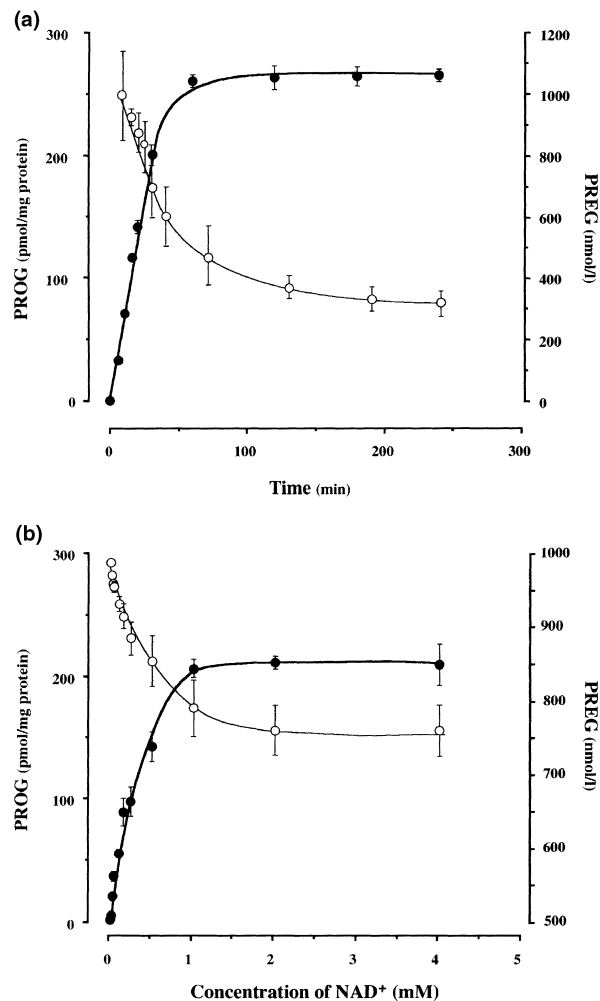 (a)
300
200
100
0
PROG (pmol/mg protein)
1200
1000
800
600
400
200
0
PREG (nmol/l)
0 100 200 300
Time (min)
(b)
300
200
100
0
PROG (pmol/mg protein)
1000
900
800
700
600
500
PREG (nmol/l)
0 1 2 3 4 5
Concentration of NAD⁺ (mM)